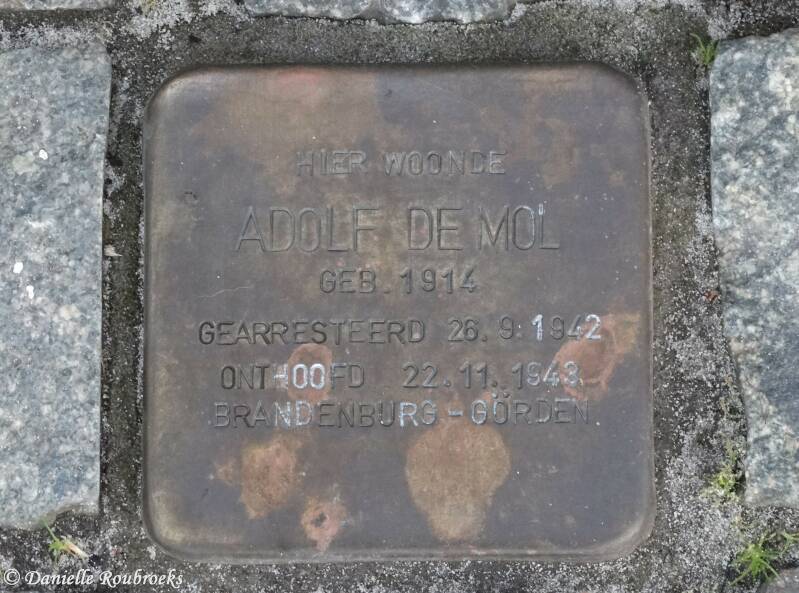 HIER WOONDE
ADOLF DE MOL
GEB. 1914
GEARRESTEERD 26.9.1942
ONTHOOFD 22.11.1943
BRANDENBURG-GÖRDEN
© Danielle Roubroeks